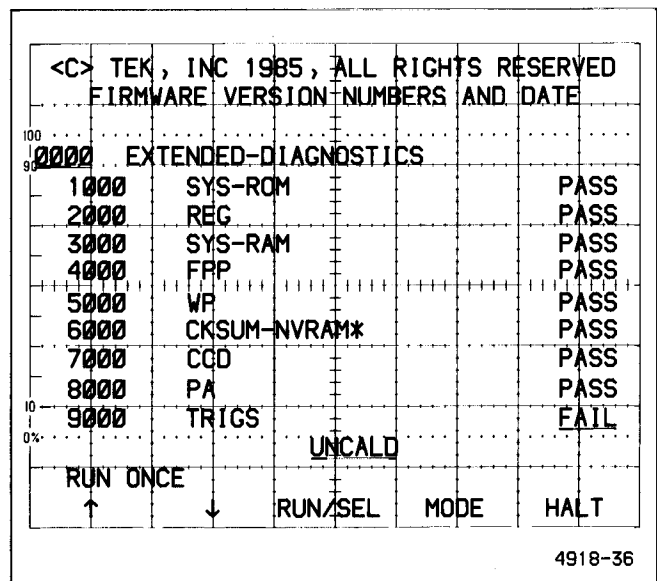 <C> TEK, INC 1985, ALL RIGHTS RESERVED
FIRMWARE VERSION NUMBERS AND DATE
100
90
0000 EXTENDED-DIAGNOSTICS
1000 SYS-ROM PASS
2000 REG PASS
3000 SYS-RAM PASS
4000 FPP PASS
5000 WP PASS
6000 CKSUM-NVRAM* PASS
7000 CCD PASS
8000 PA PASS
10
9000 TRIGS FAIL
0%
UNCALD
RUN ONCE
↑ ↓ RUN/SEL MODE HALT
4918-36